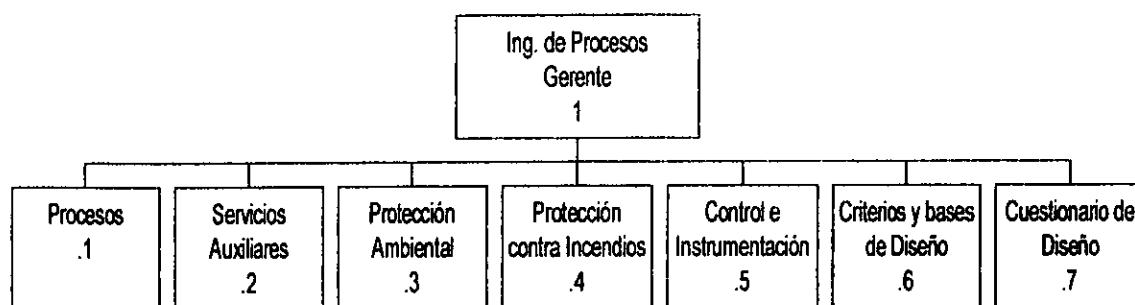 Ing. de Procesos
Gerente
1
Procesos
.1
Servicios
Auxiliares
.2
Protección
Ambiental
.3
Protección
contra Incendios
.4
Control e
Instrumentación
.5
Criterios y bases
de Diseño
.6
Cuestionario de
Diseño
.7